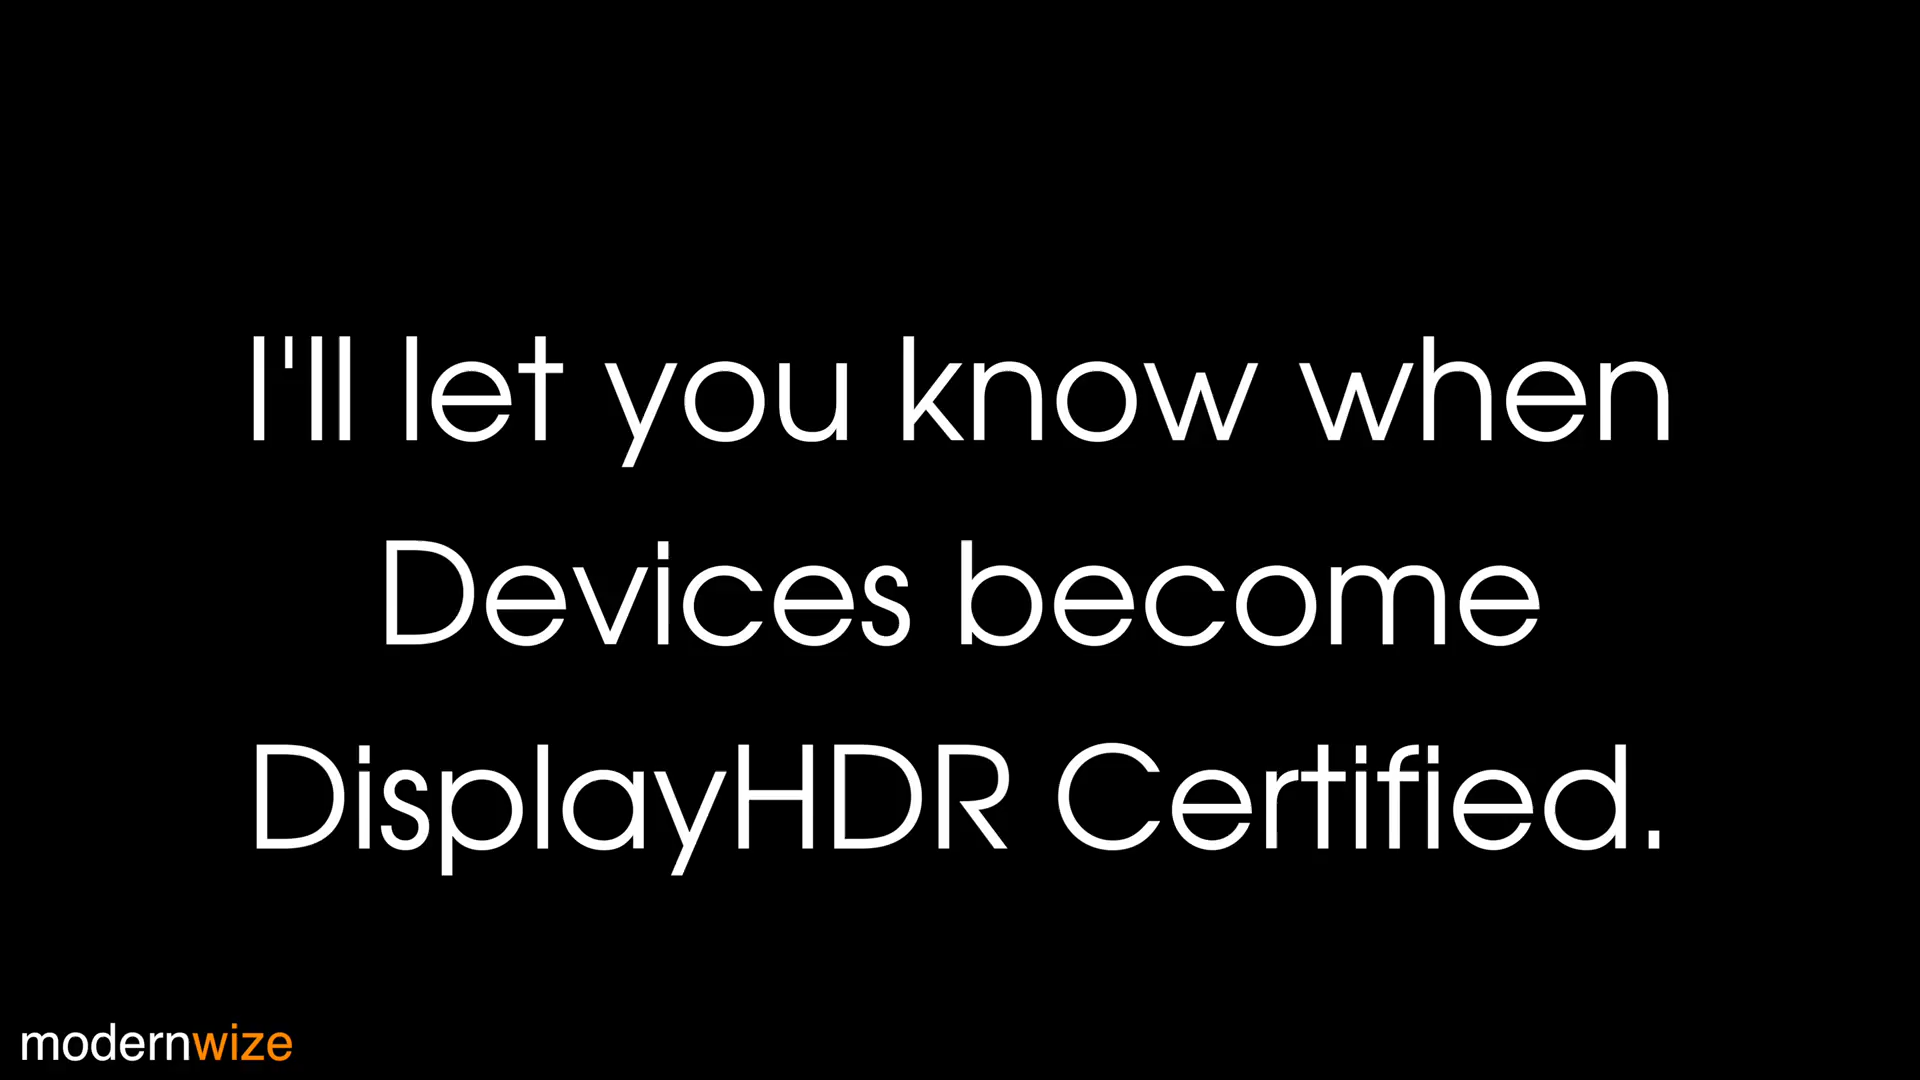 I'll let you know when
Devices become
DisplayHDR Certified.
modernwize